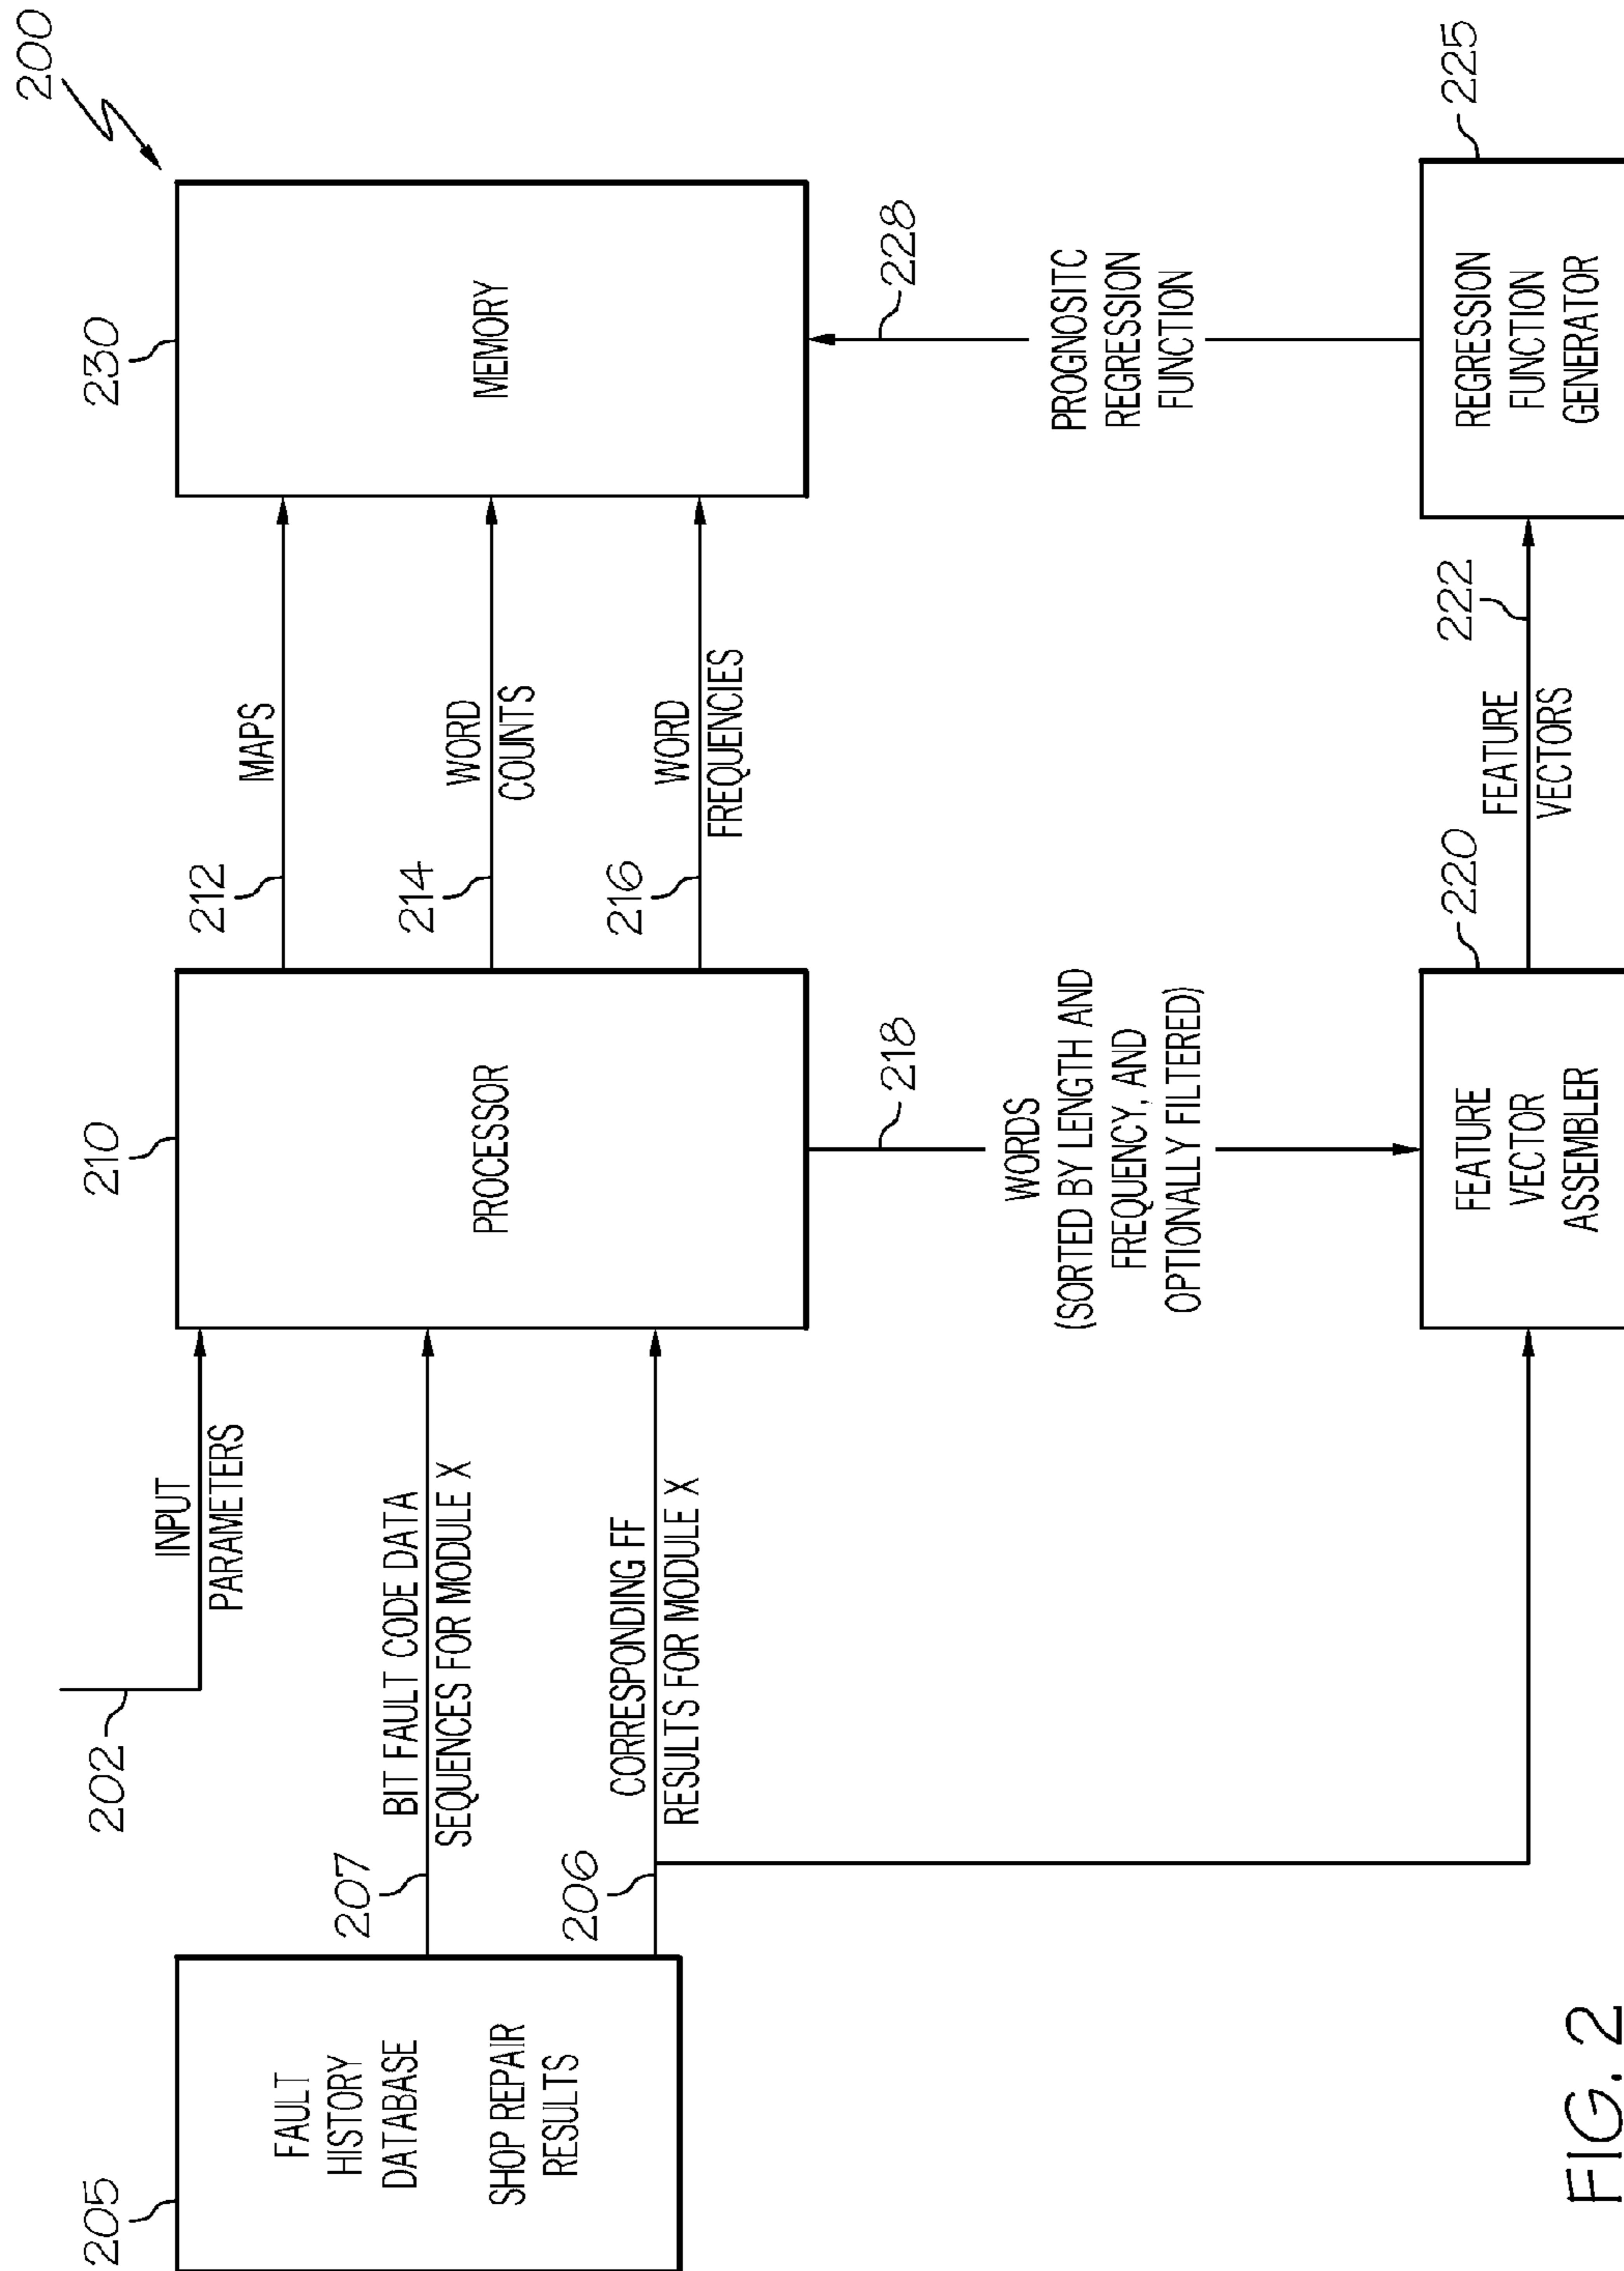 200
205
FAULT
HISTORY
DATABASE
SHOP REPAIR
RESULTS
202
INPUT
PARAMETERS
207
BIT FAULT CODE DATA
SEQUENCES FOR MODULE X
206
CORRESPONDING FF
RESULTS FOR MODULE X
210
PROCESSOR
212
MAPS
214
WORD
COUNTS
216
WORD
FREQUENCIES
230
MEMORY
218
WORDS
(SORTED BY LENGTH AND
FREQUENCY, AND
OPTIONALLY FILTERED)
228
PROGNOSITC
REGRESSION
FUNCTION
220
FEATURE
VECTOR
ASSEMBLER
222
FEATURE
VECTORS
225
REGRESSION
FUNCTION
GENERATOR
FIG. 2